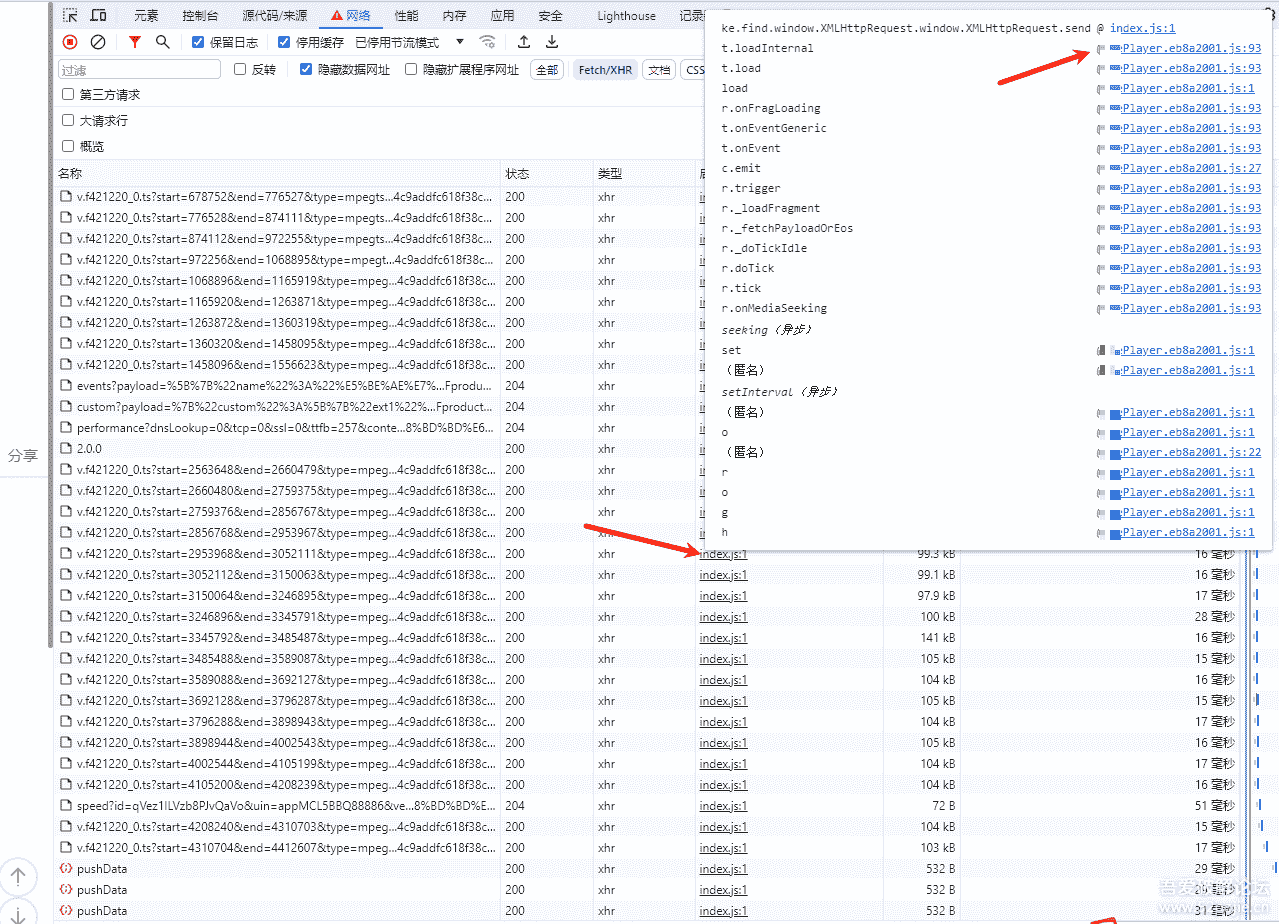 元素 控制台 源代码/来源 网络 性能 内存 应用 安全 Lighthouse
保留日志 停用缓存 已停用节流模式
过滤 反转 隐藏数据网址 隐藏扩展程序网址 全部 Fetch/XHR 文档 CSS
第三方请求
大请求行
概览
ke.find.window.XMLHttpRequest.window.XMLHttpRequest.send @ index.js:1
t.loadInternal Player.eb8a2001.js:93
t.load Player.eb8a2001.js:93
load Player.eb8a2001.js:1
r.onFragLoading Player.eb8a2001.js:93
t.onEventGeneric Player.eb8a2001.js:93
t.onEvent Player.eb8a2001.js:93
c.emit Player.eb8a2001.js:27
r.trigger Player.eb8a2001.js:93
r._loadFragment Player.eb8a2001.js:93
r._fetchPayloadOrEos Player.eb8a2001.js:93
r._doTickIdle Player.eb8a2001.js:93
r.doTick Player.eb8a2001.js:93
r.tick Player.eb8a2001.js:93
r.onMediaSeeking Player.eb8a2001.js:93
seeking（异步）
set Player.eb8a2001.js:1
（匿名） Player.eb8a2001.js:1
setInterval（异步）
（匿名） Player.eb8a2001.js:1
o Player.eb8a2001.js:1
（匿名） Player.eb8a2001.js:22
r Player.eb8a2001.js:1
o Player.eb8a2001.js:1
g Player.eb8a2001.js:1
h Player.eb8a2001.js:1
名称 状态 类型
v.f421220_0.ts?start=678752&end=776527&type=mpegts...4c9addfc618f38c... 200 xhr
v.f421220_0.ts?start=776528&end=874111&type=mpegts...4c9addfc618f38c... 200 xhr
v.f421220_0.ts?start=874112&end=972255&type=mpegts...4c9addfc618f38c... 200 xhr
v.f421220_0.ts?start=972256&end=1068895&type=mpegt...4c9addfc618f38c... 200 xhr
v.f421220_0.ts?start=1068896&end=1165919&type=mpeg...4c9addfc618f38c... 200 xhr
v.f421220_0.ts?start=1165920&end=1263871&type=mpeg...4c9addfc618f38c... 200 xhr
v.f421220_0.ts?start=1263872&end=1360319&type=mpeg...4c9addfc618f38c... 200 xhr
v.f421220_0.ts?start=1360320&end=1458095&type=mpeg...4c9addfc618f38c... 200 xhr
v.f421220_0.ts?start=1458096&end=1556623&type=mpeg...4c9addfc618f38c... 200 xhr
events?payload=%5B%7B%22name%22%3A%22%E5%BE%AE%E7%...Fprodu... 204 xhr
custom?payload=%7B%22custom%22%3A%5B%7B%22ext1%22%...Fproduct... 204 xhr
performance?dnsLookup=0&tcp=0&ssl=0&ttfb=257&conte...8%BD%BD%E6... 204 xhr
2.0.0 200 xhr
分享
v.f421220_0.ts?start=2563648&end=2660479&type=mpeg...4c9addfc618f38c... 200 xhr
v.f421220_0.ts?start=2660480&end=2759375&type=mpeg...4c9addfc618f38c... 200 xhr
v.f421220_0.ts?start=2759376&end=2856767&type=mpeg...4c9addfc618f38c... 200 xhr
v.f421220_0.ts?start=2856768&end=2953967&type=mpeg...4c9addfc618f38c... 200 xhr
v.f421220_0.ts?start=2953968&end=3052111&type=mpeg...4c9addfc618f38c... 200 xhr index.js:1 99.3 kB 16 毫秒
v.f421220_0.ts?start=3052112&end=3150063&type=mpeg...4c9addfc618f38c... 200 xhr index.js:1 99.1 kB 16 毫秒
v.f421220_0.ts?start=3150064&end=3246895&type=mpeg...4c9addfc618f38c... 200 xhr index.js:1 97.9 kB 17 毫秒
v.f421220_0.ts?start=3246896&end=3345791&type=mpeg...4c9addfc618f38c... 200 xhr index.js:1 100 kB 28 毫秒
v.f421220_0.ts?start=3345792&end=3485487&type=mpeg...4c9addfc618f38c... 200 xhr index.js:1 141 kB 16 毫秒
v.f421220_0.ts?start=3485488&end=3589087&type=mpeg...4c9addfc618f38c... 200 xhr index.js:1 105 kB 15 毫秒
v.f421220_0.ts?start=3589088&end=3692127&type=mpeg...4c9addfc618f38c... 200 xhr index.js:1 104 kB 16 毫秒
v.f421220_0.ts?start=3692128&end=3796287&type=mpeg...4c9addfc618f38c... 200 xhr index.js:1 105 kB 15 毫秒
v.f421220_0.ts?start=3796288&end=3898943&type=mpeg...4c9addfc618f38c... 200 xhr index.js:1 104 kB 17 毫秒
v.f421220_0.ts?start=3898944&end=4002543&type=mpeg...4c9addfc618f38c... 200 xhr index.js:1 105 kB 16 毫秒
v.f421220_0.ts?start=4002544&end=4105199&type=mpeg...4c9addfc618f38c... 200 xhr index.js:1 104 kB 17 毫秒
v.f421220_0.ts?start=4105200&end=4208239&type=mpeg...4c9addfc618f38c... 200 xhr index.js:1 104 kB 16 毫秒
speed?id=qVez1ILVzb8PJvQaVo&uin=appMCL5BBQ88886&ve...8%BD%BD%E... 204 xhr index.js:1 72 B 51 毫秒
v.f421220_0.ts?start=4208240&end=4310703&type=mpeg...4c9addfc618f38c... 200 xhr index.js:1 104 kB 15 毫秒
v.f421220_0.ts?start=4310704&end=4412607&type=mpeg...4c9addfc618f38c... 200 xhr index.js:1 103 kB 17 毫秒
pushData 200 xhr index.js:1 532 B 29 毫秒
pushData 200 xhr index.js:1 532 B
pushData 200 xhr index.js:1 532 B 31 毫秒